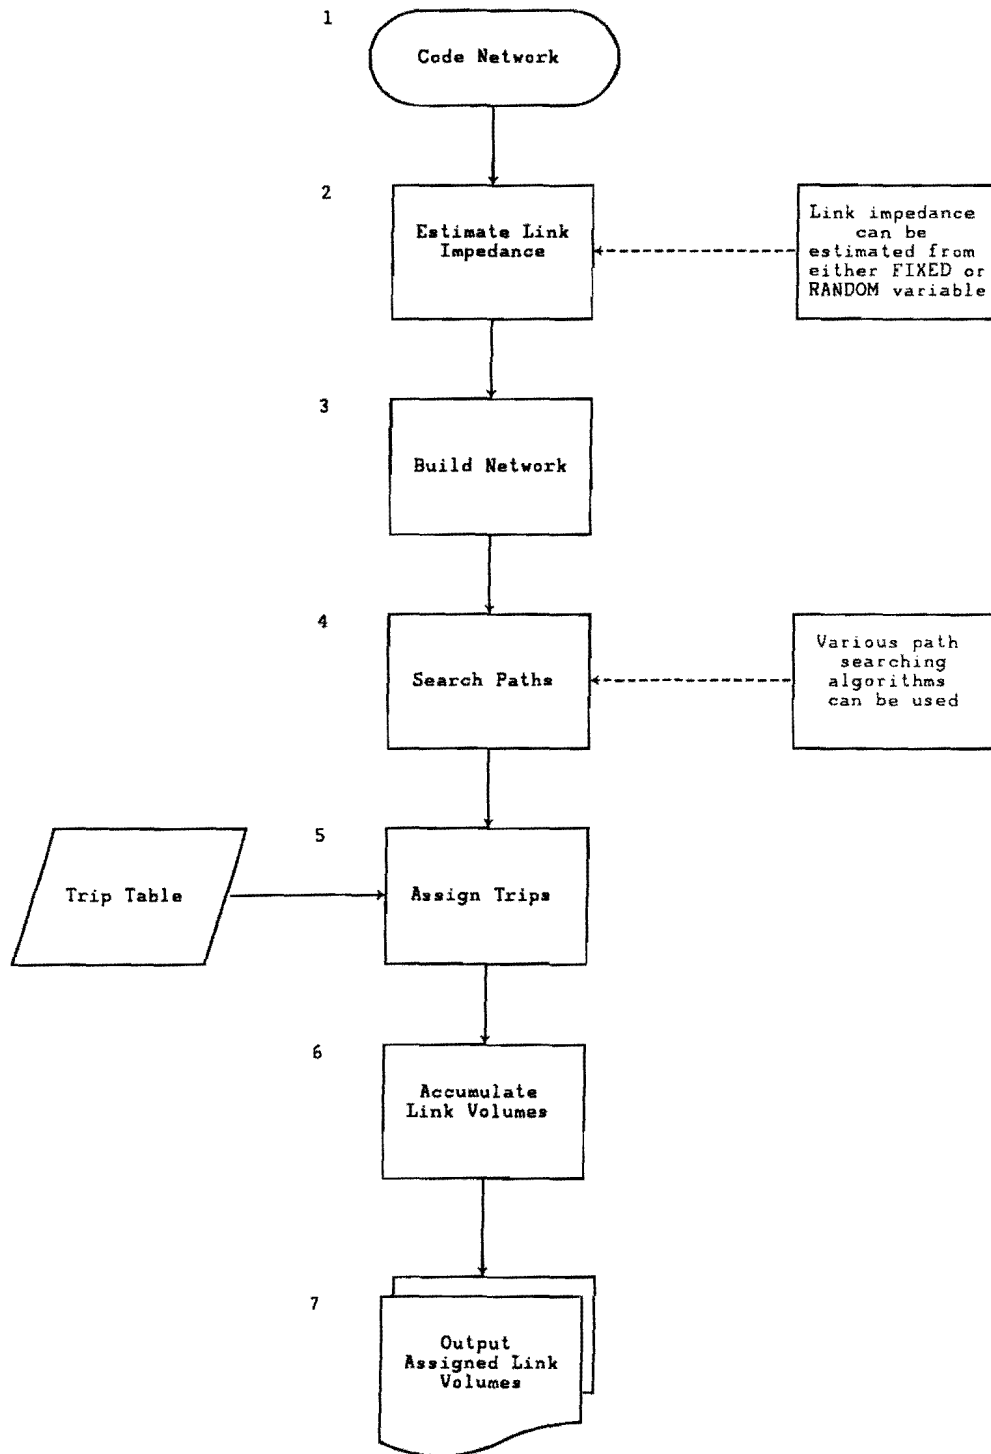 1
Code Network
2
Estimate Link
Impedance
Link impedance
can be
estimated from
either FIXED or
RANDOM variable
3
Build Network
4
Search Paths
Various path
searching
algorithms
can be used
5
Trip Table
Assign Trips
6
Accumulate
Link Volumes
7
Output
Assigned Link
Volumes